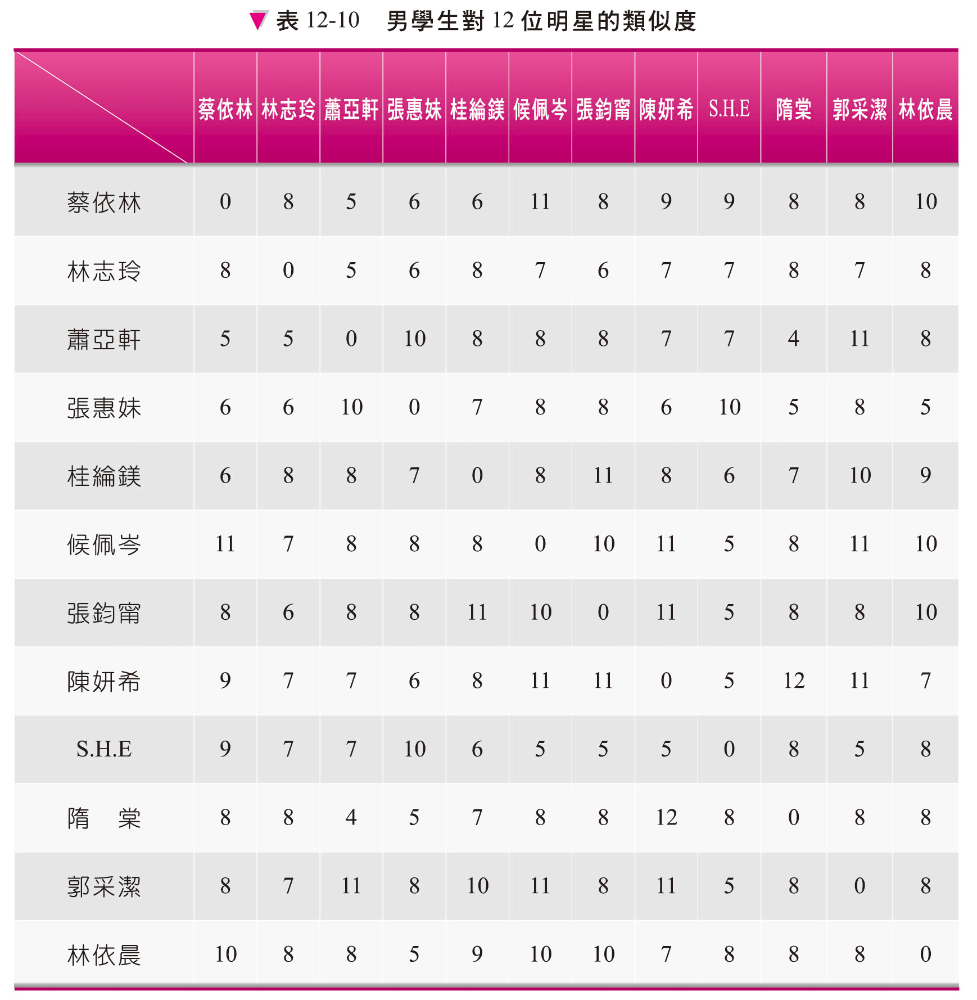 ▼ 表 12-10 男學生對 12 位明星的類似度
蔡依林 林志玲 蕭亞軒 張惠妹 桂綸鎂 候佩岑 張鈞甯 陳妍希 S.H.E 隋棠 郭采潔 林依晨
蔡依林 0 8 5 6 6 11 8 9 9 8 8 10
林志玲 8 0 5 6 8 7 6 7 7 8 7 8
蕭亞軒 5 5 0 10 8 8 8 7 7 4 11 8
張惠妹 6 6 10 0 7 8 8 6 10 5 8 5
桂綸鎂 6 8 8 7 0 8 11 8 6 7 10 9
候佩岑 11 7 8 8 8 0 10 11 5 8 11 10
張鈞甯 8 6 8 8 11 10 0 11 5 8 8 10
陳妍希 9 7 7 6 8 11 11 0 5 12 11 7
S.H.E 9 7 7 10 6 5 5 5 0 8 5 8
隋 棠 8 8 4 5 7 8 8 12 8 0 8 8
郭采潔 8 7 11 8 10 11 8 11 5 8 0 8
林依晨 10 8 8 5 9 10 10 7 8 8 8 0